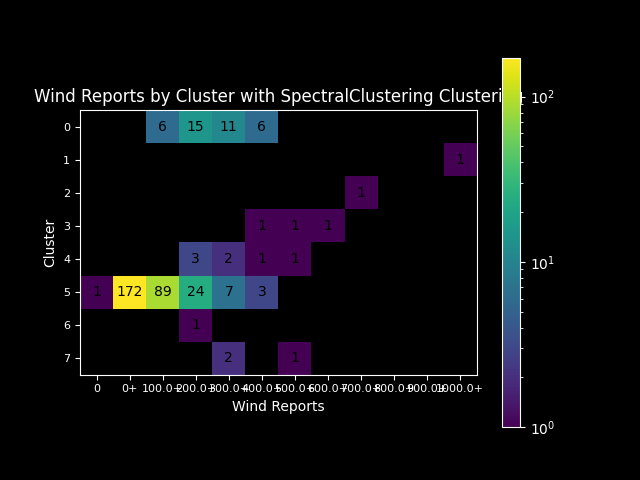 Wind Reports by Cluster with SpectralClustering Clusteri
10²
0 6 15 11 6
1 1
2 1
3 1 1 1
Cluster
10¹
4 3 2 1 1
5 1 172 89 24 7 3
6 1
7 2 1
0 0+ 100.0+ 200.0+ 300.0+ 400.0+ 500.0+ 600.0+ 700.0+ 800.0+ 900.0+ 1000.0+
Wind Reports
10⁰